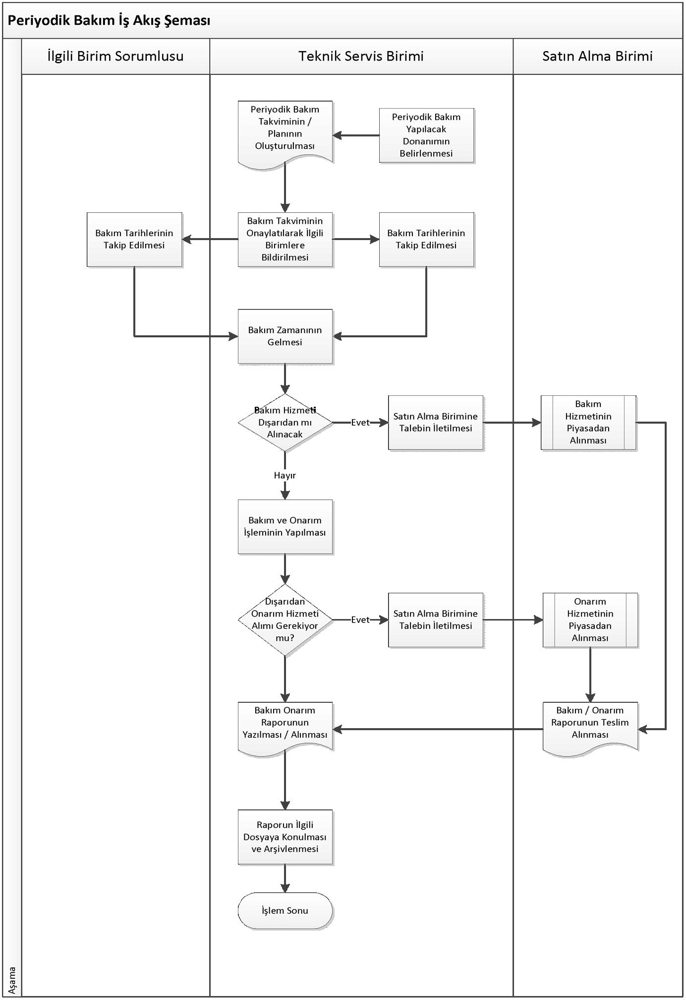 Periyodik Bakım İş Akış Şeması
İlgili Birim Sorumlusu
Teknik Servis Birimi
Satın Alma Birimi
Periyodik Bakım
Takviminin /
Planının
Oluşturulması
Periyodik Bakım
Yapılacak
Donanımın
Belirlenmesi
Bakım Tarihlerinin
Takip Edilmesi
Bakım Takviminin
Onaylatılarak İlgili
Birimlere
Bildirilmesi
Bakım Tarihlerinin
Takip Edilmesi
Bakım Zamanının
Gelmesi
Bakım Hizmeti
Dışarıdan mı
Alınacak
Evet
Satın Alma Birimine
Talebin İletilmesi
Bakım
Hizmetinin
Piyasadan
Alınması
Hayır
Bakım ve Onarım
İşleminin Yapılması
Dışarıdan
Onarım Hizmeti
Alımı Gerekiyor
mu?
Evet
Satın Alma Birimine
Talebin İletilmesi
Onarım
Hizmetinin
Piyasadan
Alınması
Bakım Onarım
Raporunun
Yazılması / Alınması
Bakım / Onarım
Raporunun Teslim
Alınması
Raporun İlgili
Dosyaya Konulması
ve Arşivlenmesi
İşlem Sonu
Aşama